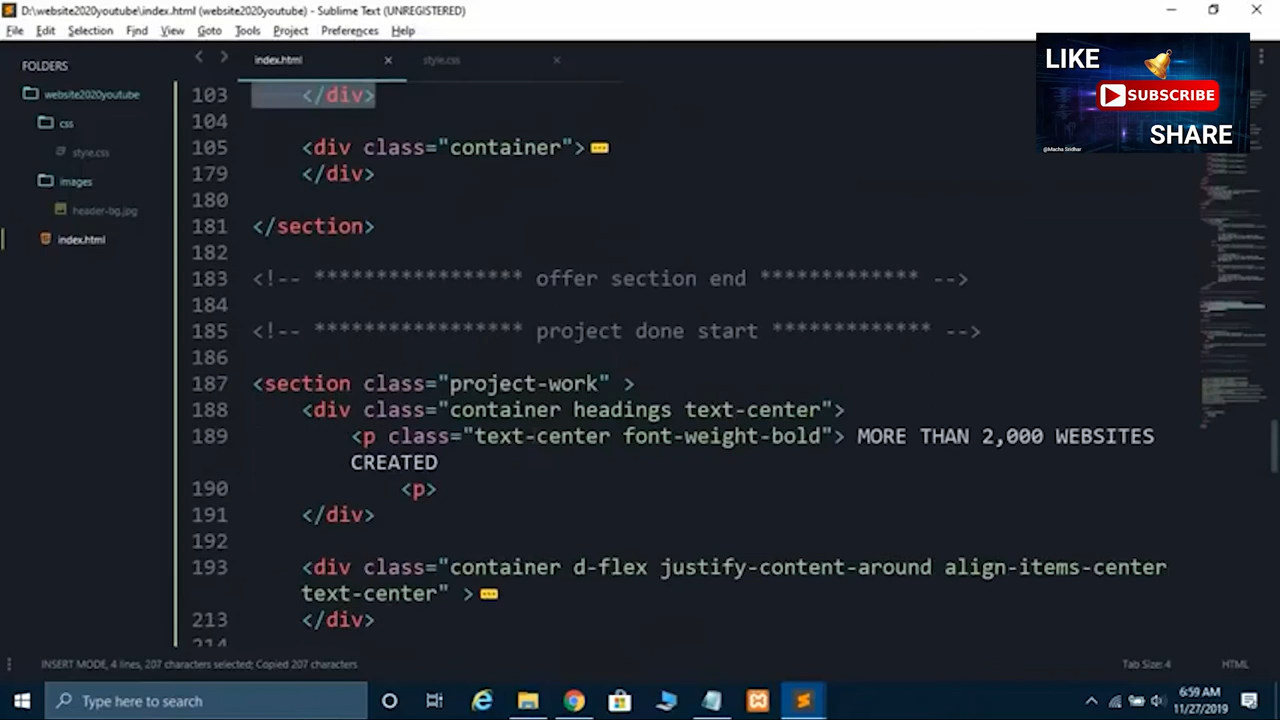 D:\website2020youtube\index.html (website2020youtube) - Sublime Text (UNREGISTERED)
File Edit Selection Find View Goto Tools Project Preferences Help
FOLDERS
website2020youtube
css
style.css
images
header-bg.jpg
index.html
index.html
style.css
LIKE
SUBSCRIBE
SHARE
@Macha Sridhar
103 </div>
104
105 <div class="container">
179 </div>
180
181 </section>
182
183 <!-- ***************** offer section end ************* -->
184
185 <!-- ***************** project done start ************* -->
186
187 <section class="project-work" >
188 <div class="container headings text-center">
189 <p class="text-center font-weight-bold"> MORE THAN 2,000 WEBSITES
CREATED
190 <p>
191 </div>
192
193 <div class="container d-flex justify-content-around align-items-center
text-center" >
213 </div>
214
INSERT MODE, 4 lines, 207 characters selected; Copied 207 characters
Tab Size: 4
HTML
Type here to search
6:59 AM
11/27/2019